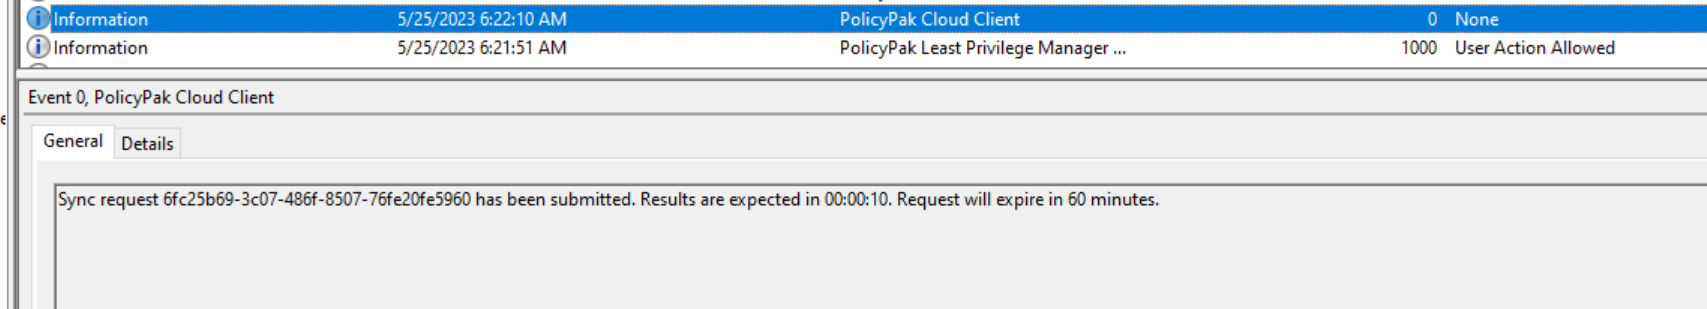 Information 5/25/2023 6:22:10 AM PolicyPak Cloud Client 0 None
Information 5/25/2023 6:21:51 AM PolicyPak Least Privilege Manager ... 1000 User Action Allowed
Event 0, PolicyPak Cloud Client
General Details
Sync request 6fc25b69-3c07-486f-8507-76fe20fe5960 has been submitted. Results are expected in 00:00:10. Request will expire in 60 minutes.